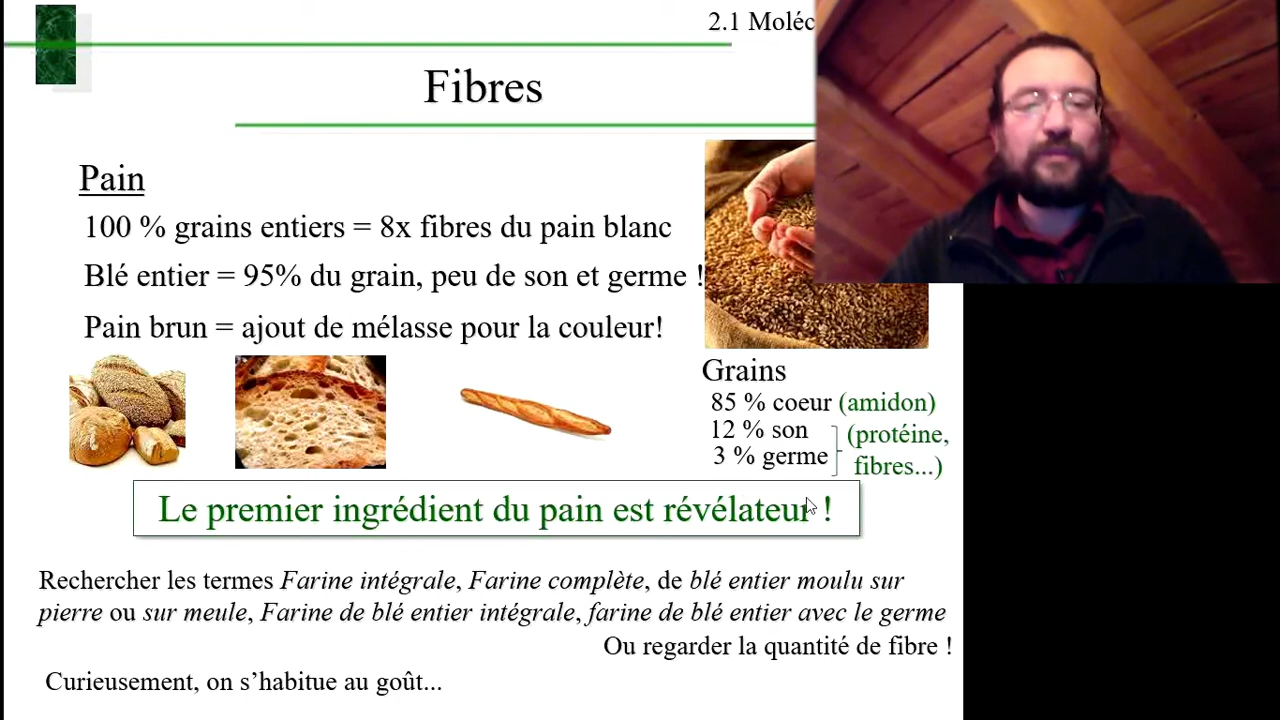 2.1 Moléc
Fibres
Pain
100 % grains entiers = 8x fibres du pain blanc
Blé entier = 95% du grain, peu de son et germe !
Pain brun = ajout de mélasse pour la couleur!
Grains
85 % coeur (amidon)
12 % son
3 % germe
(protéine,
fibres...)
Le premier ingrédient du pain est révélateur !
Rechercher les termes Farine intégrale, Farine complète, de blé entier moulu sur
pierre ou sur meule, Farine de blé entier intégrale, farine de blé entier avec le germe
Ou regarder la quantité de fibre !
Curieusement, on s’habitue au goût...